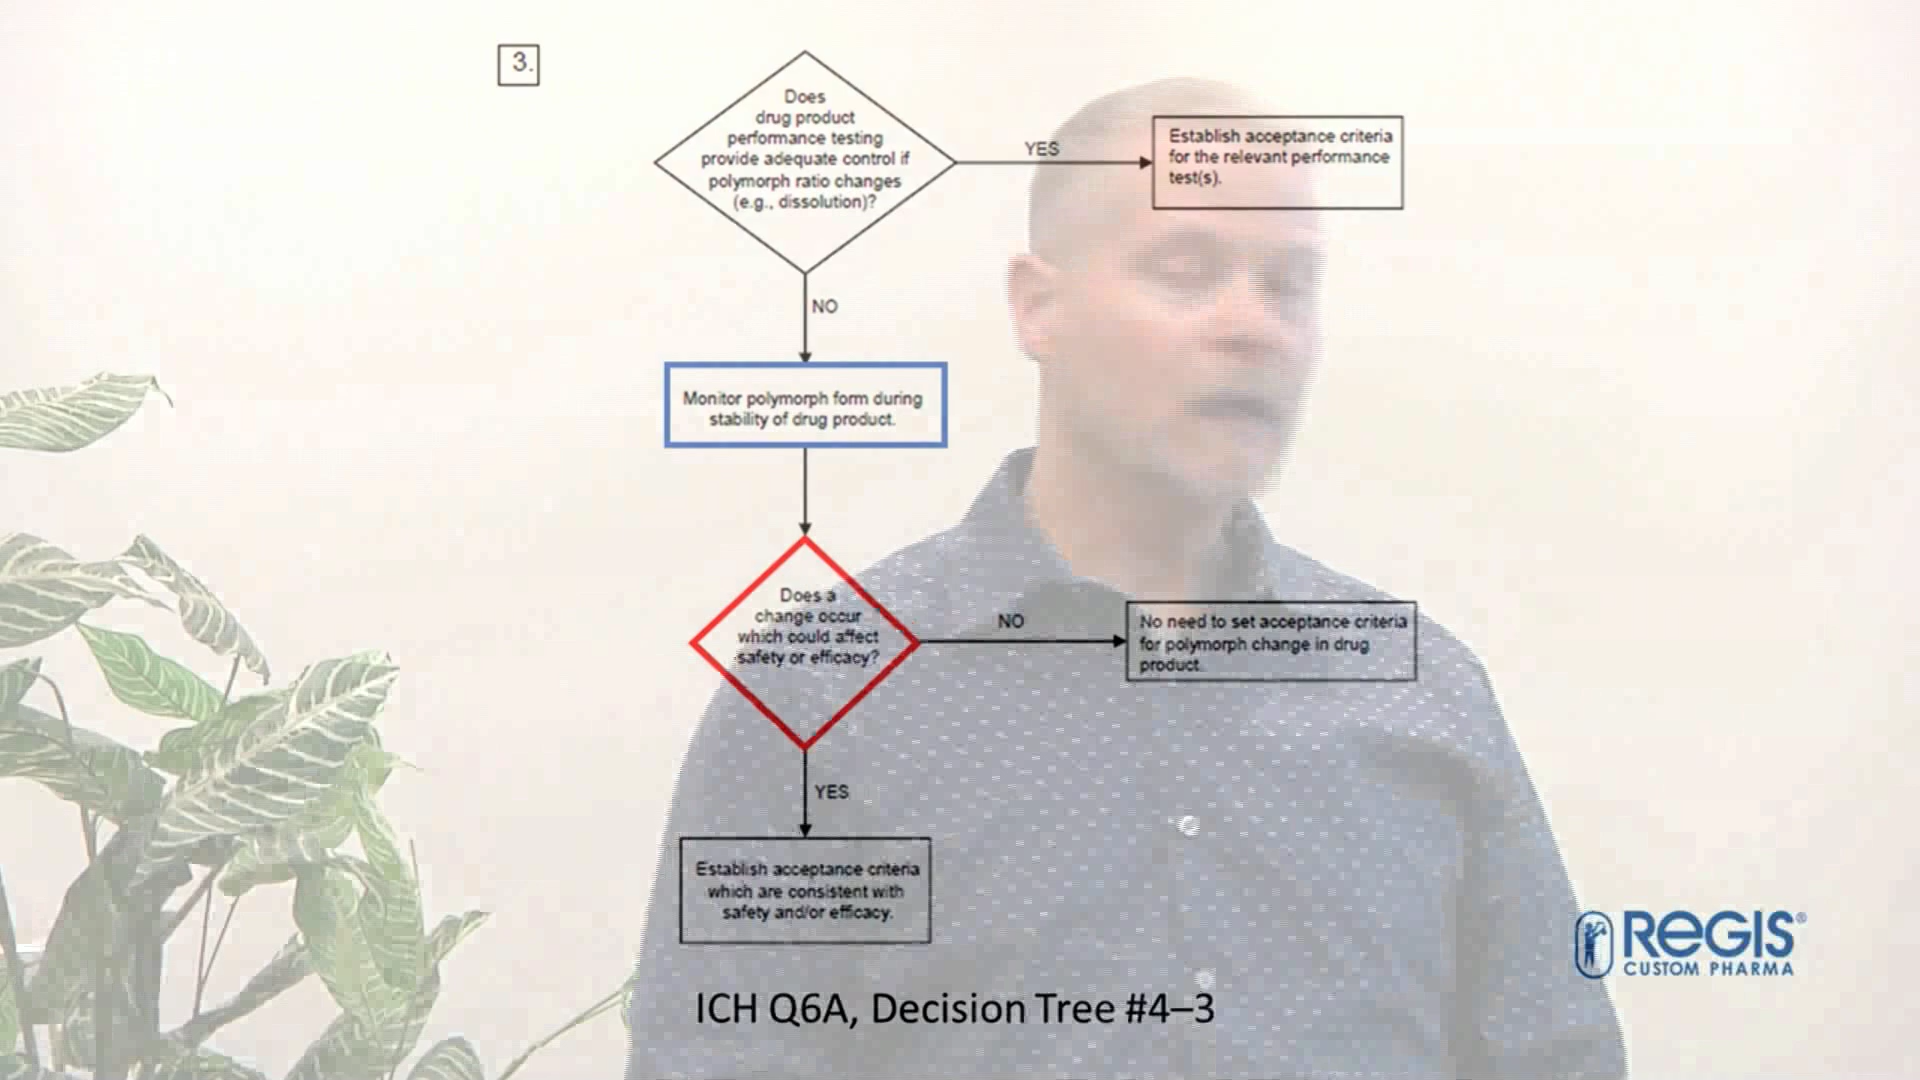 3.
Does
drug product
performance testing
provide adequate control if
polymorph ratio changes
(e.g., dissolution)?
YES
Establish acceptance criteria
for the relevant performance
test(s).
NO
Monitor polymorph form during
stability of drug product.
Does a
change occur
which could affect
safety or efficacy?
NO
No need to set acceptance criteria
for polymorph change in drug
product.
YES
Establish acceptance criteria
which are consistent with
safety and/or efficacy.
ICH Q6A, Decision Tree #4–3
REGIS®
CUSTOM PHARMA